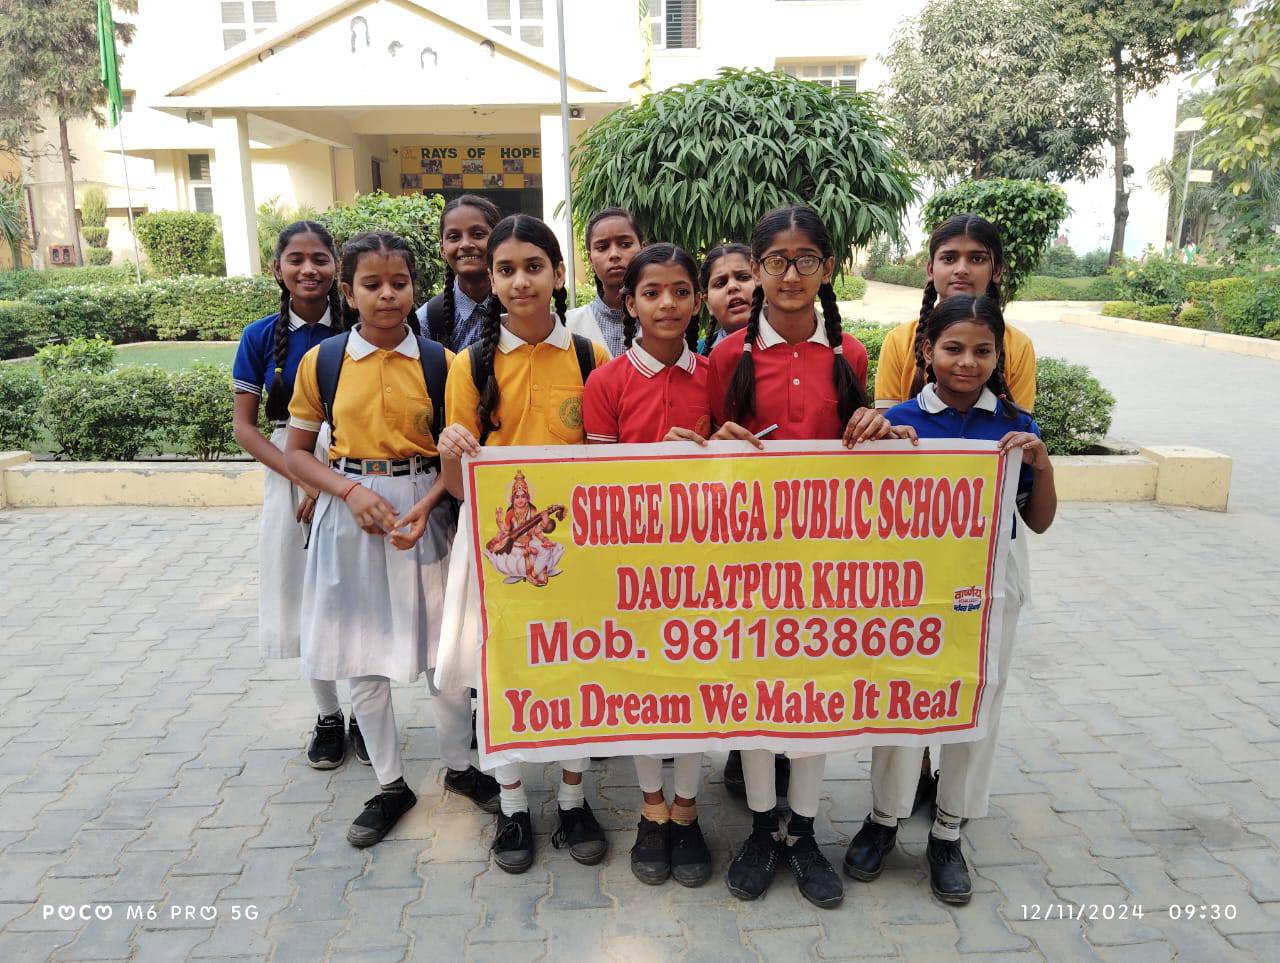 RAYS OF HOPE
SHREE DURGA PUBLIC SCHOOL
DAULATPUR KHURD
वार्ष्णेय
Mob. 9811838668
You Dream We Make It Real
POCO M6 PRO 5G
12/11/2024 09:30